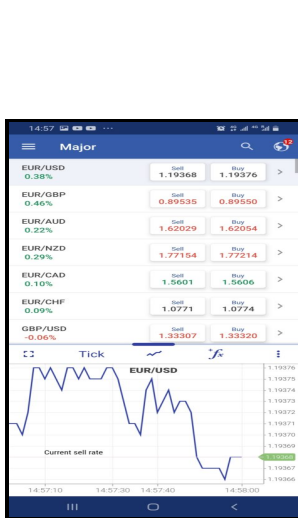 14:57
Major
12
EUR/USD Sell Buy
0.38% 1.19368 1.19376
EUR/GBP Sell Buy
0.46% 0.89535 0.89550
EUR/AUD Sell Buy
0.22% 1.62029 1.62054
EUR/NZD Sell Buy
0.29% 1.77154 1.77214
EUR/CAD Sell Buy
0.10% 1.5601 1.5606
EUR/CHF Sell Buy
0.09% 1.0771 1.0774
GBP/USD Sell Buy
-0.06% 1.33307 1.33320
Tick
EUR/USD
1.19376
1.19375
1.19374
1.19373
1.19372
1.19371
1.19370
1.19369
Current sell rate
1.19368
1.19367
1.19366
14:57:10 14:57:30 14:57:40 14:58:00